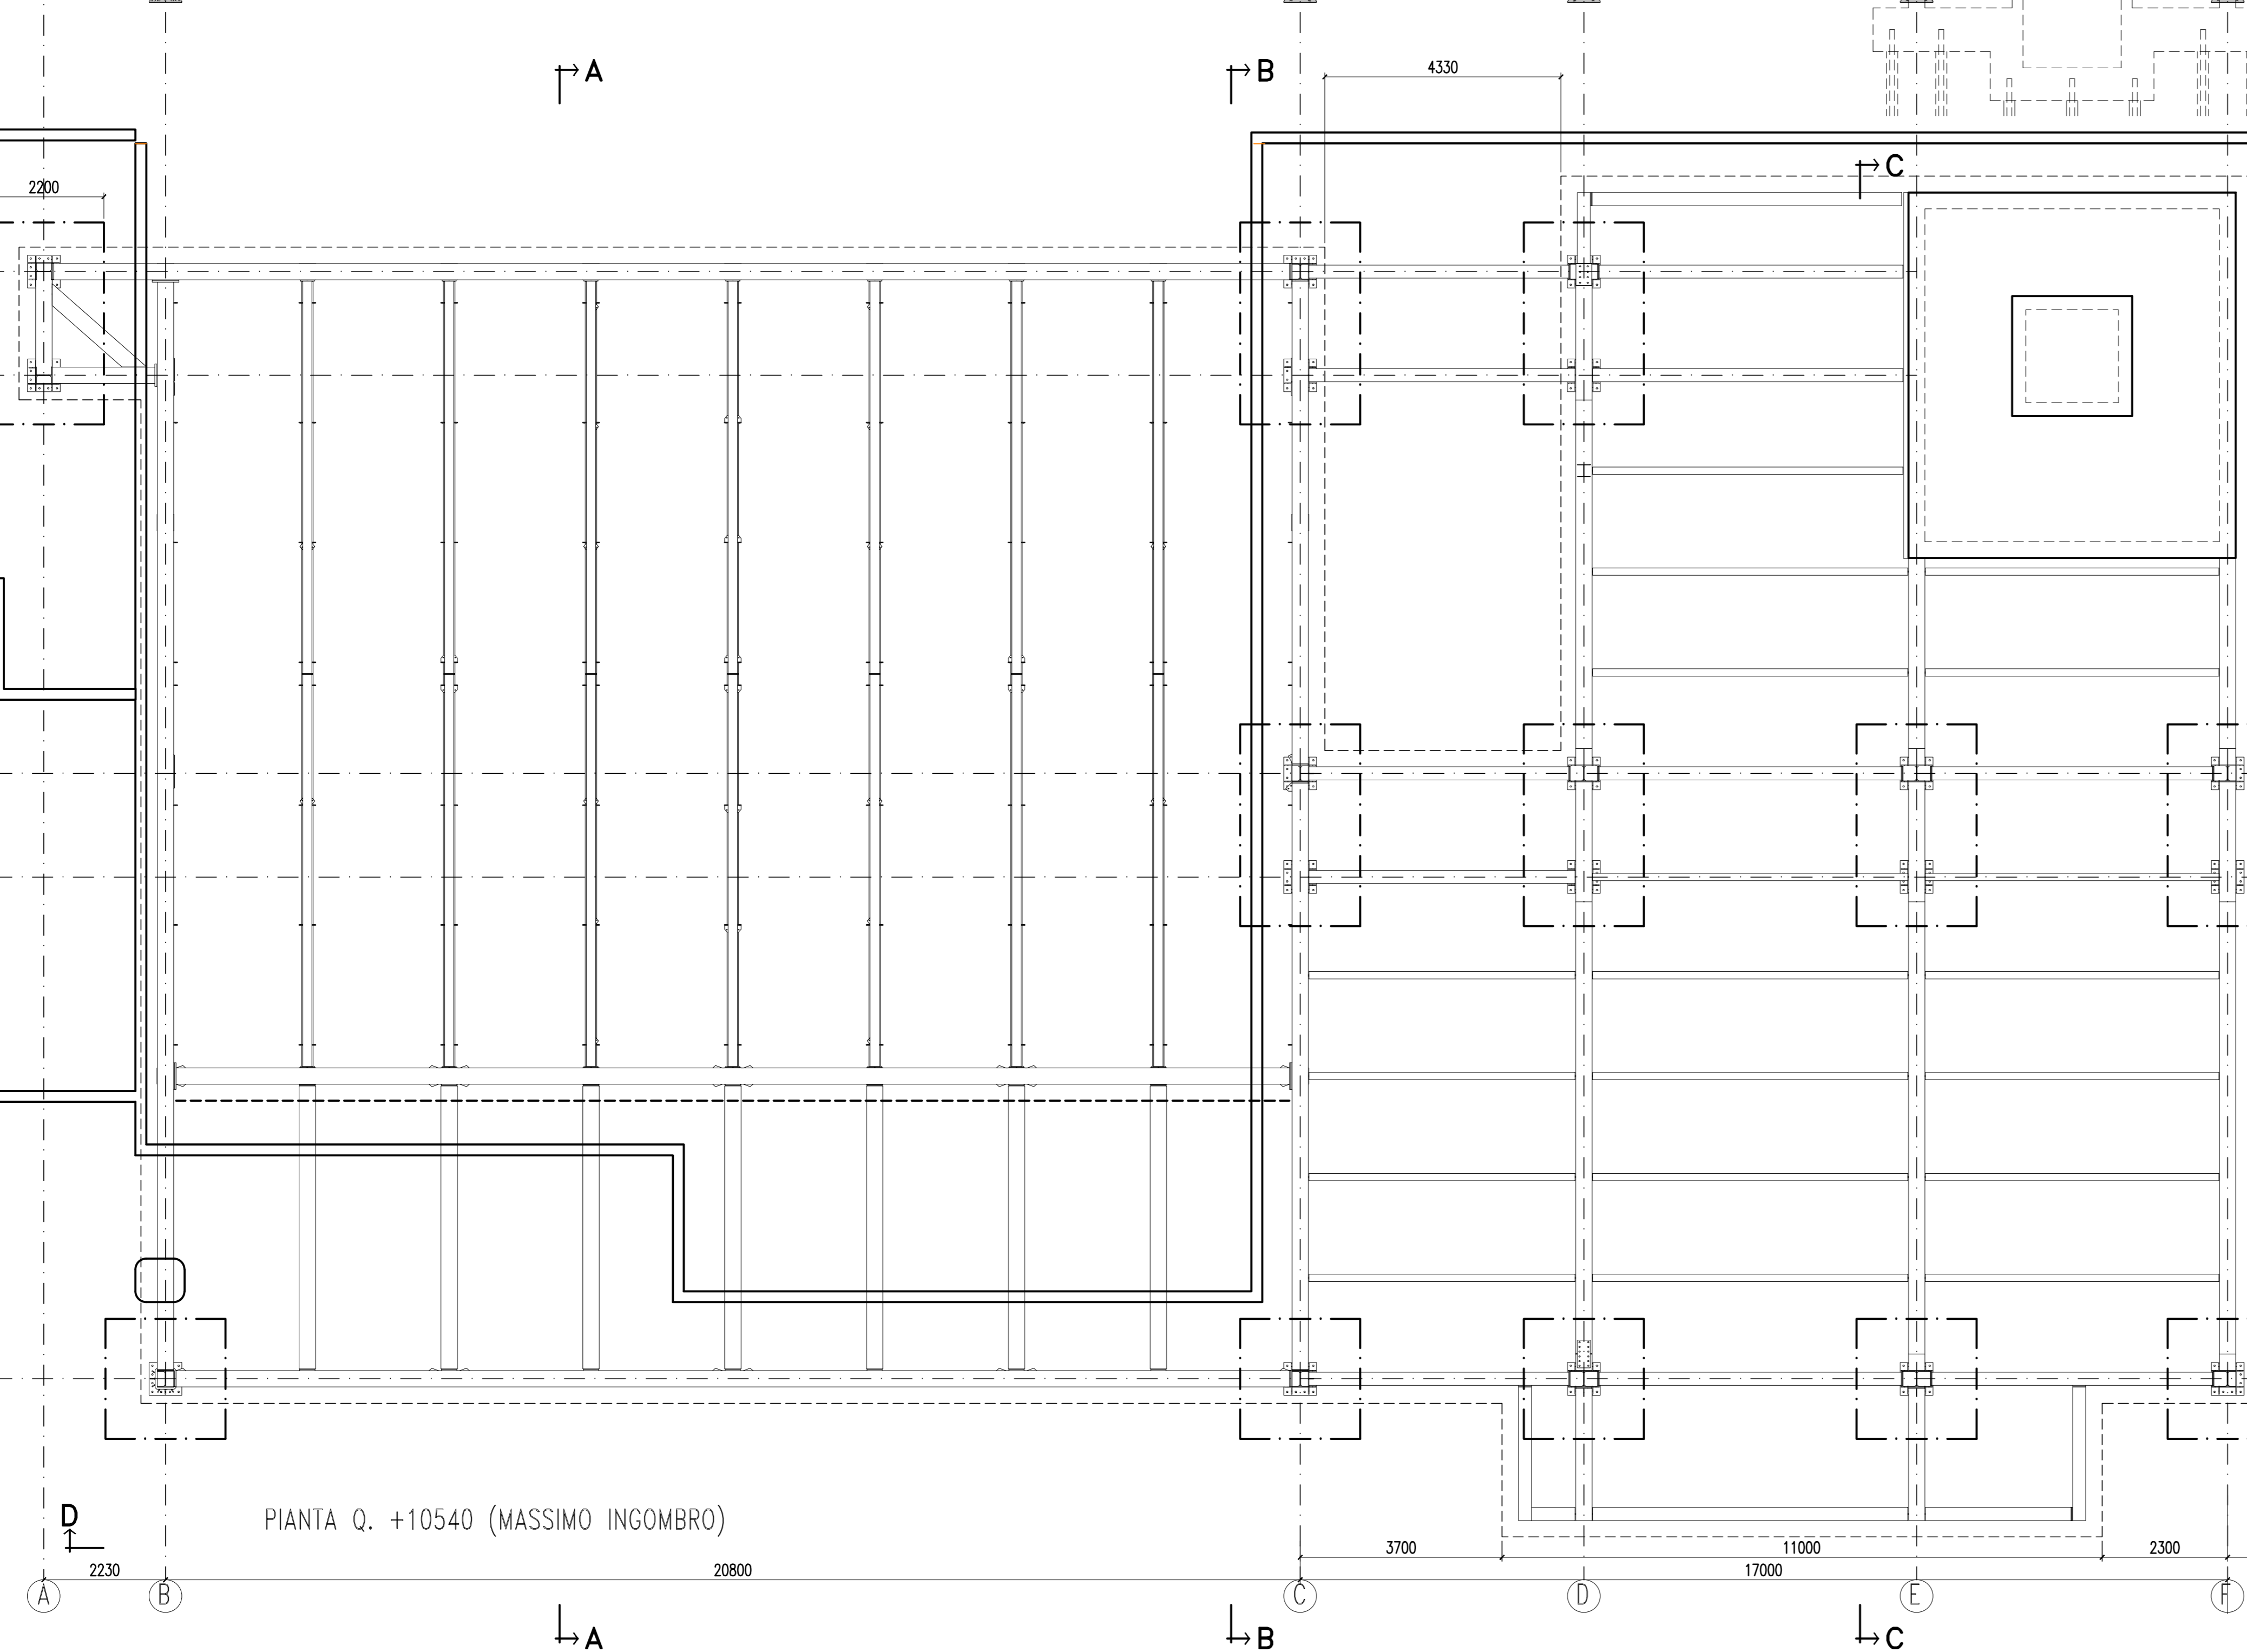 A
B
4330
C
2200
PIANTA Q. +10540 (MASSIMO INGOMBRO)
D
3700
11000
2300
2230
20800
17000
A
B
C
D
E
F
A
B
C